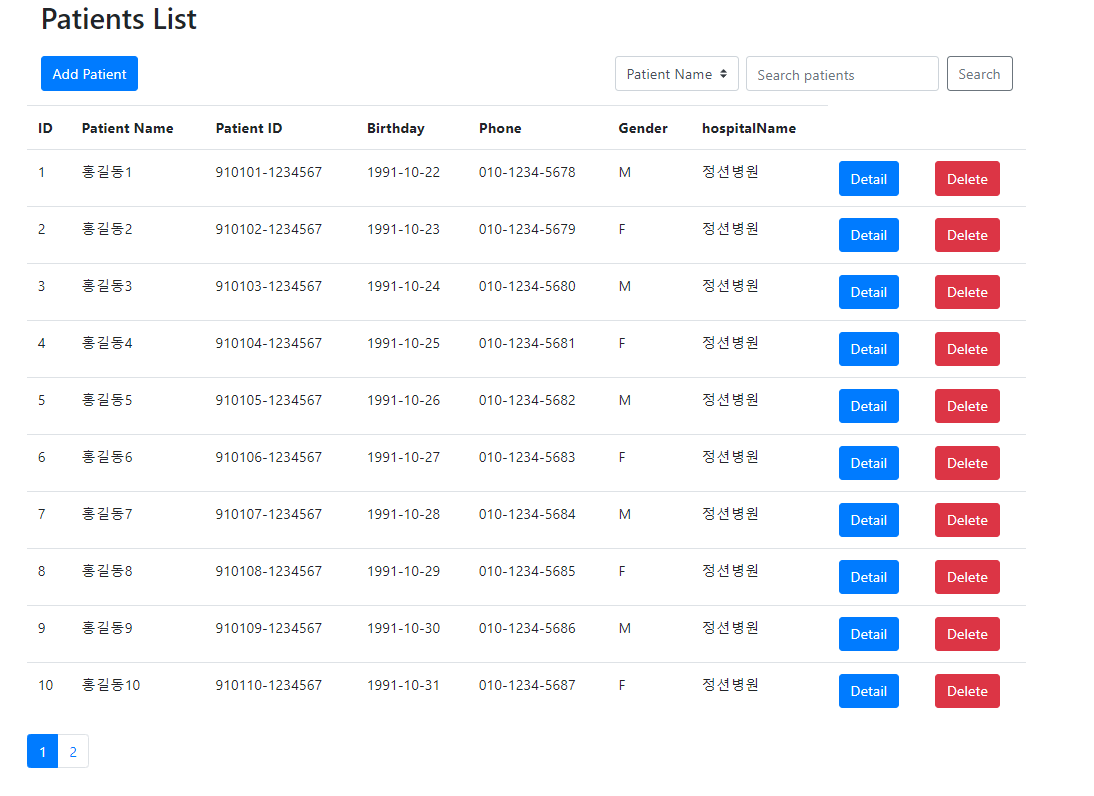 Patients List
Add Patient Patient Name Search patients Search
ID Patient Name Patient ID Birthday Phone Gender hospitalName
1 홍길동1 910101-1234567 1991-10-22 010-1234-5678 M 정션병원 Detail Delete
2 홍길동2 910102-1234567 1991-10-23 010-1234-5679 F 정션병원 Detail Delete
3 홍길동3 910103-1234567 1991-10-24 010-1234-5680 M 정션병원 Detail Delete
4 홍길동4 910104-1234567 1991-10-25 010-1234-5681 F 정션병원 Detail Delete
5 홍길동5 910105-1234567 1991-10-26 010-1234-5682 M 정션병원 Detail Delete
6 홍길동6 910106-1234567 1991-10-27 010-1234-5683 F 정션병원 Detail Delete
7 홍길동7 910107-1234567 1991-10-28 010-1234-5684 M 정션병원 Detail Delete
8 홍길동8 910108-1234567 1991-10-29 010-1234-5685 F 정션병원 Detail Delete
9 홍길동9 910109-1234567 1991-10-30 010-1234-5686 M 정션병원 Detail Delete
10 홍길동10 910110-1234567 1991-10-31 010-1234-5687 F 정션병원 Detail Delete
1 2